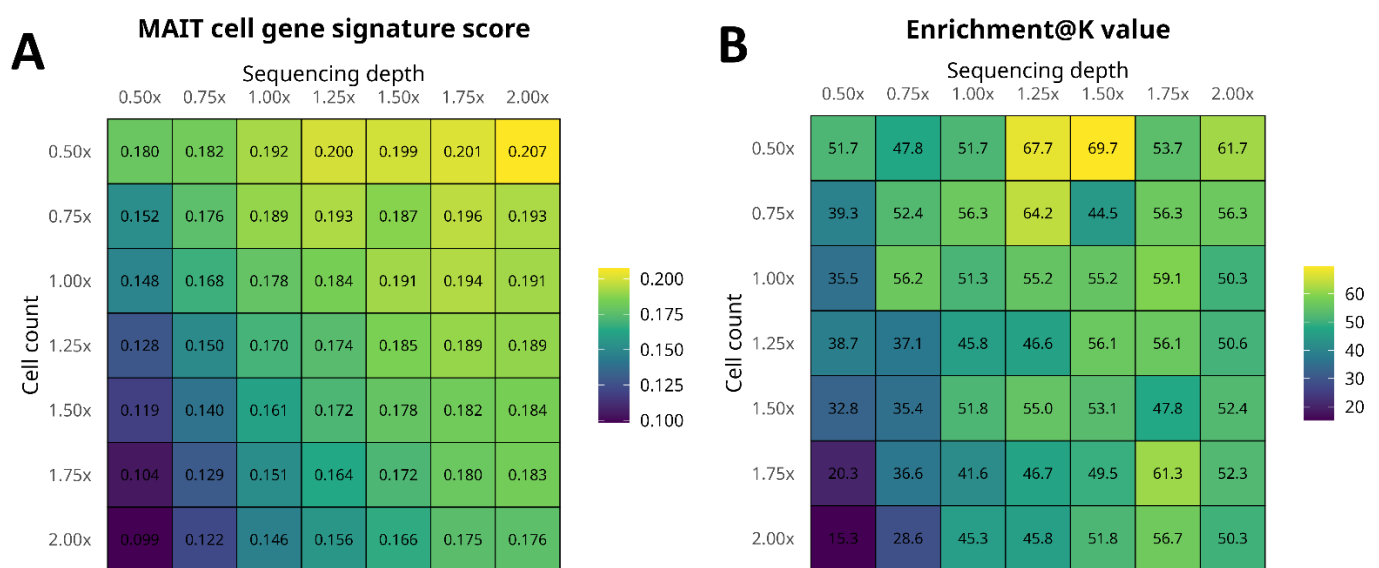 A
MAIT cell gene signature score
Sequencing depth
0.50x 0.75x 1.00x 1.25x 1.50x 1.75x 2.00x
0.50x 0.180 0.182 0.192 0.200 0.199 0.201 0.207
0.75x 0.152 0.176 0.189 0.193 0.187 0.196 0.193
1.00x 0.148 0.168 0.178 0.184 0.191 0.194 0.191
1.25x 0.128 0.150 0.170 0.174 0.185 0.189 0.189
1.50x 0.119 0.140 0.161 0.172 0.178 0.182 0.184
1.75x 0.104 0.129 0.151 0.164 0.172 0.180 0.183
2.00x 0.099 0.122 0.146 0.156 0.166 0.175 0.176
Cell count
0.200
0.175
0.150
0.125
0.100
B
Enrichment@K value
Sequencing depth
0.50x 0.75x 1.00x 1.25x 1.50x 1.75x 2.00x
0.50x 51.7 47.8 51.7 67.7 69.7 53.7 61.7
0.75x 39.3 52.4 56.3 64.2 44.5 56.3 56.3
1.00x 35.5 56.2 51.3 55.2 55.2 59.1 50.3
1.25x 38.7 37.1 45.8 46.6 56.1 56.1 50.6
1.50x 32.8 35.4 51.8 55.0 53.1 47.8 52.4
1.75x 20.3 36.6 41.6 46.7 49.5 61.3 52.3
2.00x 15.3 28.6 45.3 45.8 51.8 56.7 50.3
Cell count
60
50
40
30
20